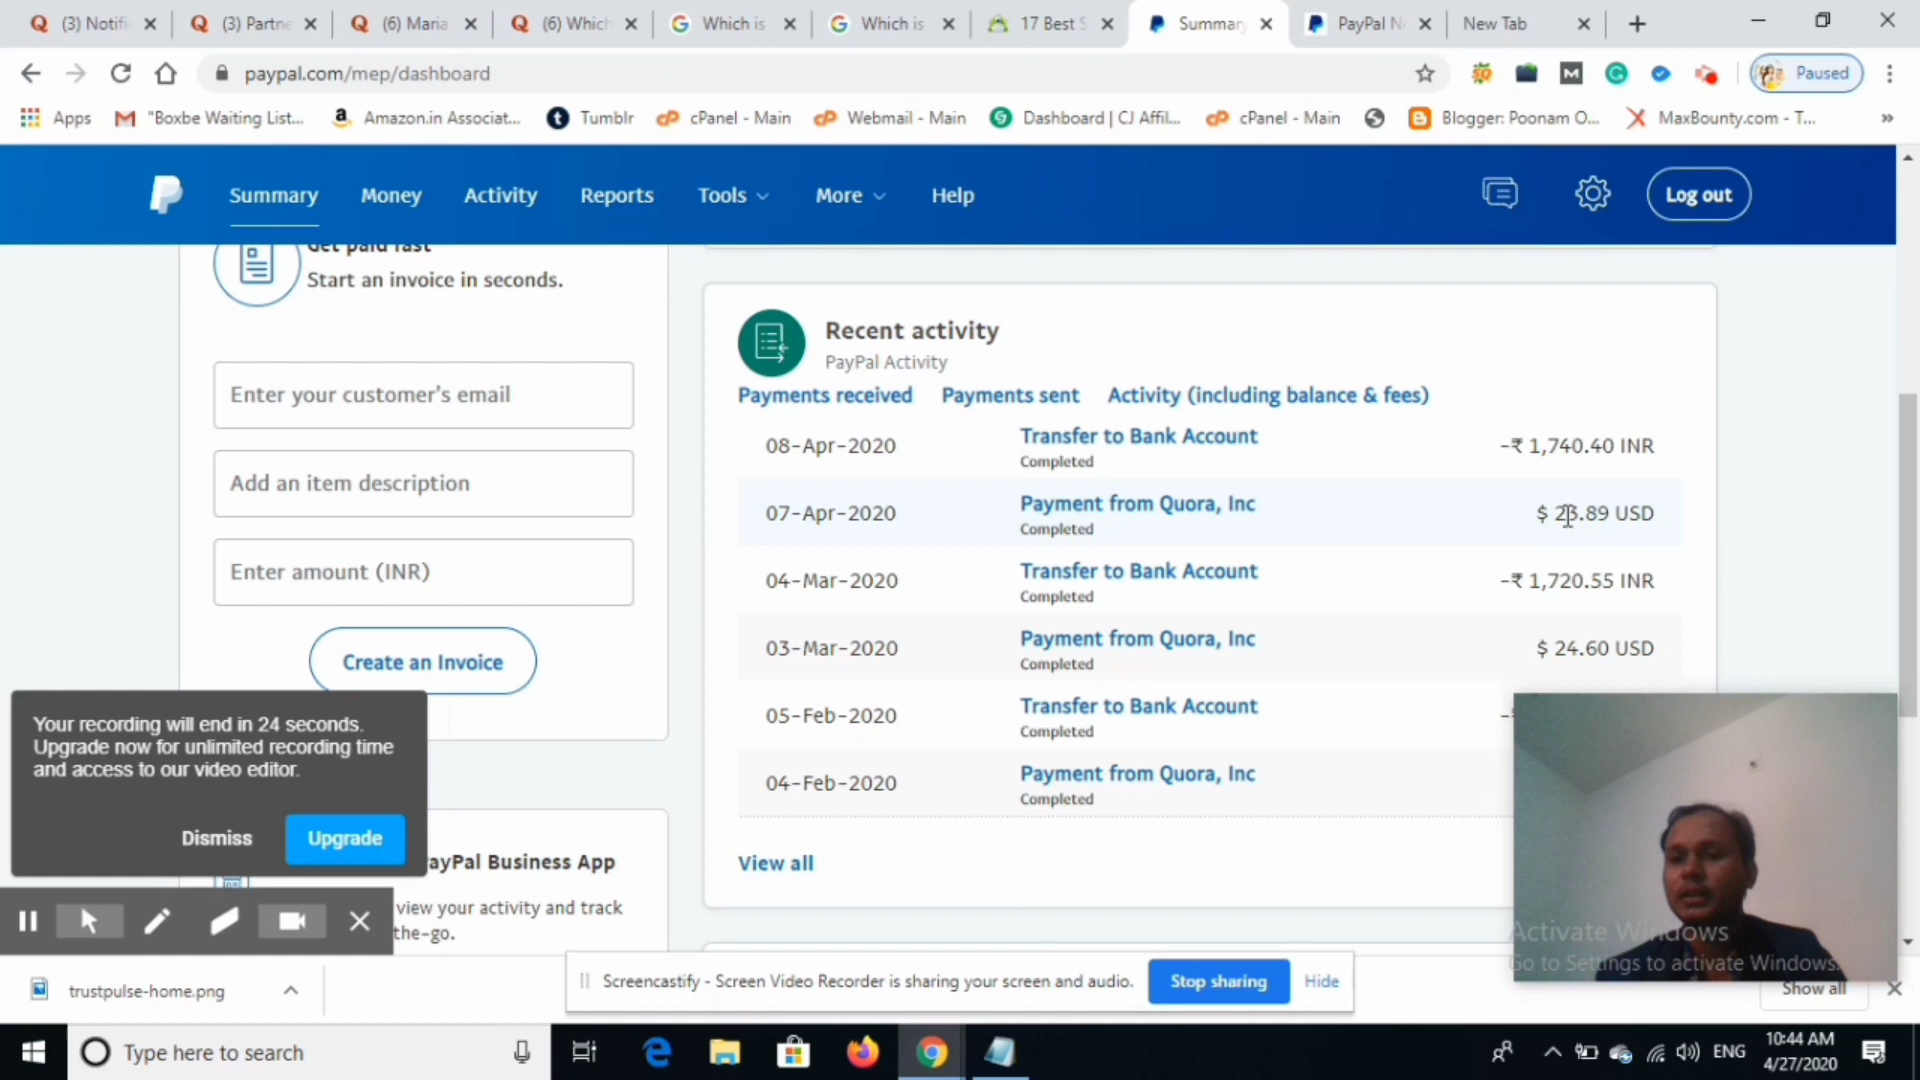 (3) Notifi
(3) Partne
(6) Maria
(6) Which
Which is
Which is
17 Best S
Summary
PayPal N
New Tab
paypal.com/mep/dashboard
Paused
Apps
"Boxbe Waiting List...
Amazon.in Associat...
Tumblr
cPanel - Main
Webmail - Main
Dashboard | CJ Affil...
cPanel - Main
Blogger: Poonam O...
MaxBounty.com - T...
»
Summary
Money
Activity
Reports
Tools
More
Help
Log out
Get paid fast
Start an invoice in seconds.
Enter your customer's email
Add an item description
Enter amount (INR)
Create an Invoice
Recent activity
PayPal Activity
Payments received
Payments sent
Activity (including balance & fees)
08-Apr-2020 Transfer to Bank Account -₹ 1,740.40 INR
Completed
07-Apr-2020 Payment from Quora, Inc $ 23.89 USD
Completed
04-Mar-2020 Transfer to Bank Account -₹ 1,720.55 INR
Completed
03-Mar-2020 Payment from Quora, Inc $ 24.60 USD
Completed
05-Feb-2020 Transfer to Bank Account
Completed
04-Feb-2020 Payment from Quora, Inc
Completed
View all
Your recording will end in 24 seconds.
Upgrade now for unlimited recording time
and access to our video editor.
Dismiss
Upgrade
ayPal Business App
view your activity and track
the-go.
Activate Windows
Go to Settings to activate Windows.
Screencastify - Screen Video Recorder is sharing your screen and audio.
Stop sharing
Hide
trustpulse-home.png
Show all
Type here to search
ENG
10:44 AM
4/27/2020